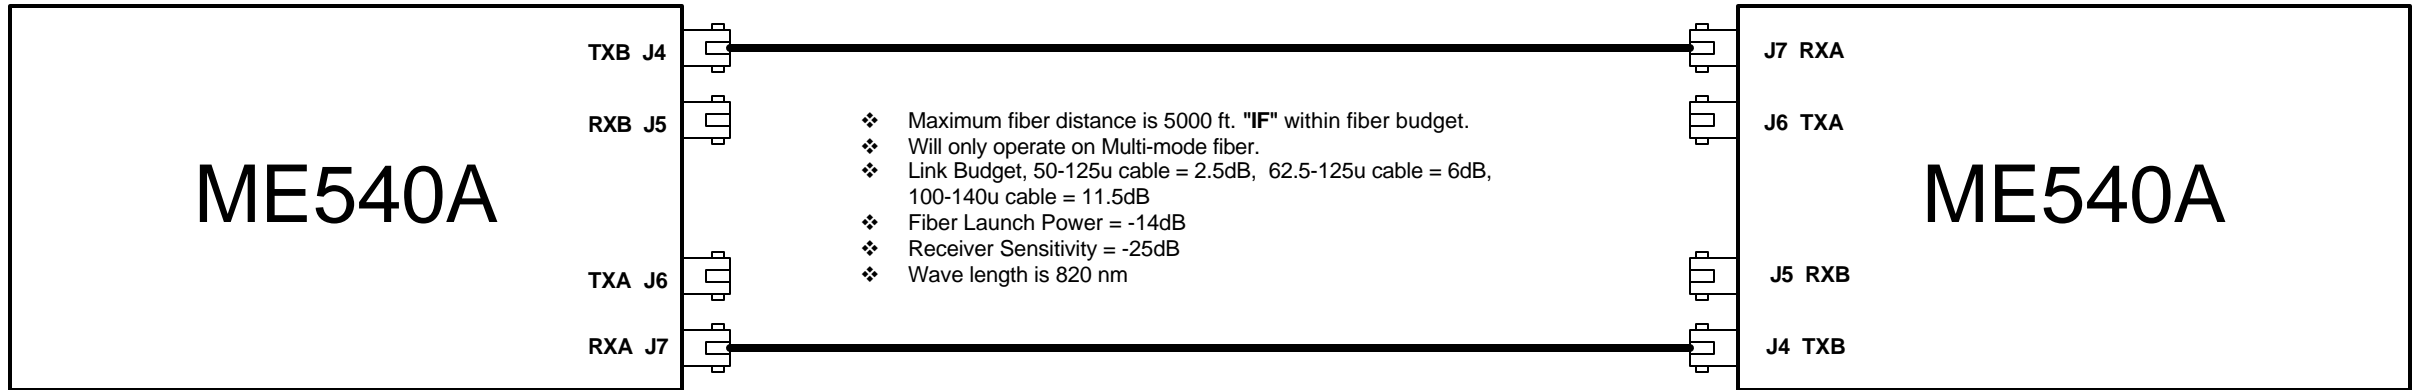 TXB J4
J7 RXA
❖ Maximum fiber distance is 5000 ft. "IF" within fiber budget.
RXB J5
J6 TXA
❖ Will only operate on Multi-mode fiber.
❖ Link Budget, 50-125u cable = 2.5dB, 62.5-125u cable = 6dB,
100-140u cable = 11.5dB
ME540A
ME540A
❖ Fiber Launch Power = -14dB
❖ Receiver Sensitivity = -25dB
❖ Wave length is 820 nm
TXA J6
J5 RXB
RXA J7
J4 TXB